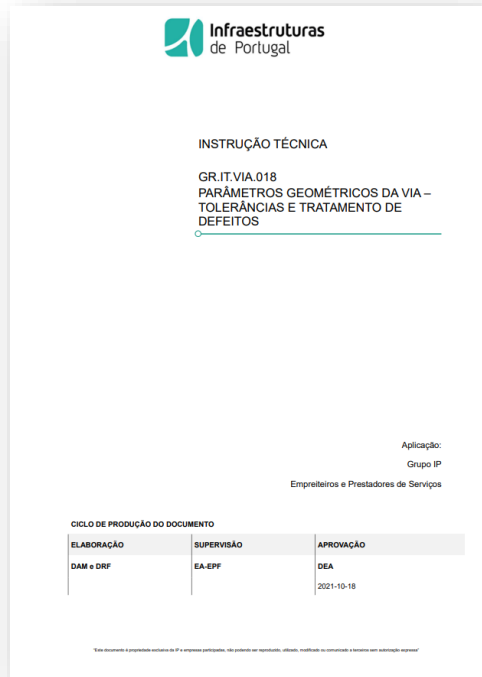 Infraestruturas
de Portugal
INSTRUÇÃO TÉCNICA
GR.IT.VIA.018
PARÂMETROS GEOMÉTRICOS DA VIA –
TOLERÂNCIAS E TRATAMENTO DE
DEFEITOS
Aplicação:
Grupo IP
Empreiteiros e Prestadores de Serviços
CICLO DE PRODUÇÃO DO DOCUMENTO
ELABORAÇÃO SUPERVISÃO APROVAÇÃO
DAM e DRF EA-EPF DEA
2021-10-18
"Este documento é propriedade exclusiva da IP e empresas participadas, não podendo ser reproduzido, utilizado, modificado ou comunicado a terceiros sem autorização expressa"